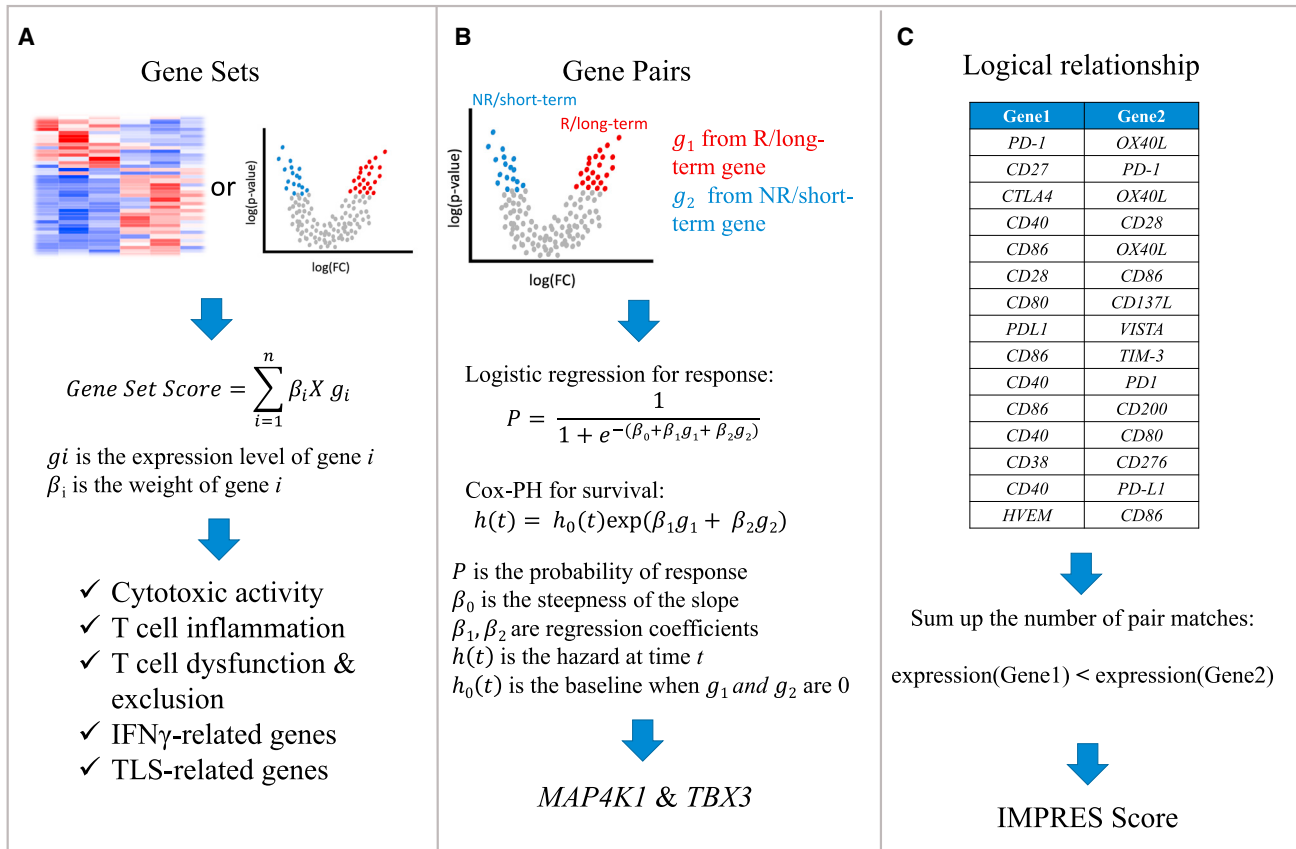 A
Gene Sets
or
log(p-value)
log(FC)
Gene Set Score = ∑ⁿᵢ₌₁ βᵢX gᵢ
gi is the expression level of gene i
βᵢ is the weight of gene i
✓ Cytotoxic activity
✓ T cell inflammation
✓ T cell dysfunction &
exclusion
✓ IFNγ-related genes
✓ TLS-related genes
B
Gene Pairs
NR/short-term
R/long-term
log(p-value)
log(FC)
g₁ from R/long-
term gene
g₂ from NR/short-
term gene
Logistic regression for response:
P = 1 / (1 + e^−(β₀+β₁g₁+ β₂g₂))
Cox-PH for survival:
h(t) = h₀(t)exp(β₁g₁ + β₂g₂)
P is the probability of response
β₀ is the steepness of the slope
β₁, β₂ are regression coefficients
h(t) is the hazard at time t
h₀(t) is the baseline when g₁ and g₂ are 0
MAP4K1 & TBX3
C
Logical relationship
Gene1 Gene2
PD-1 OX40L
CD27 PD-1
CTLA4 OX40L
CD40 CD28
CD86 OX40L
CD28 CD86
CD80 CD137L
PDL1 VISTA
CD86 TIM-3
CD40 PD1
CD86 CD200
CD40 CD80
CD38 CD276
CD40 PD-L1
HVEM CD86
Sum up the number of pair matches:
expression(Gene1) < expression(Gene2)
IMPRES Score